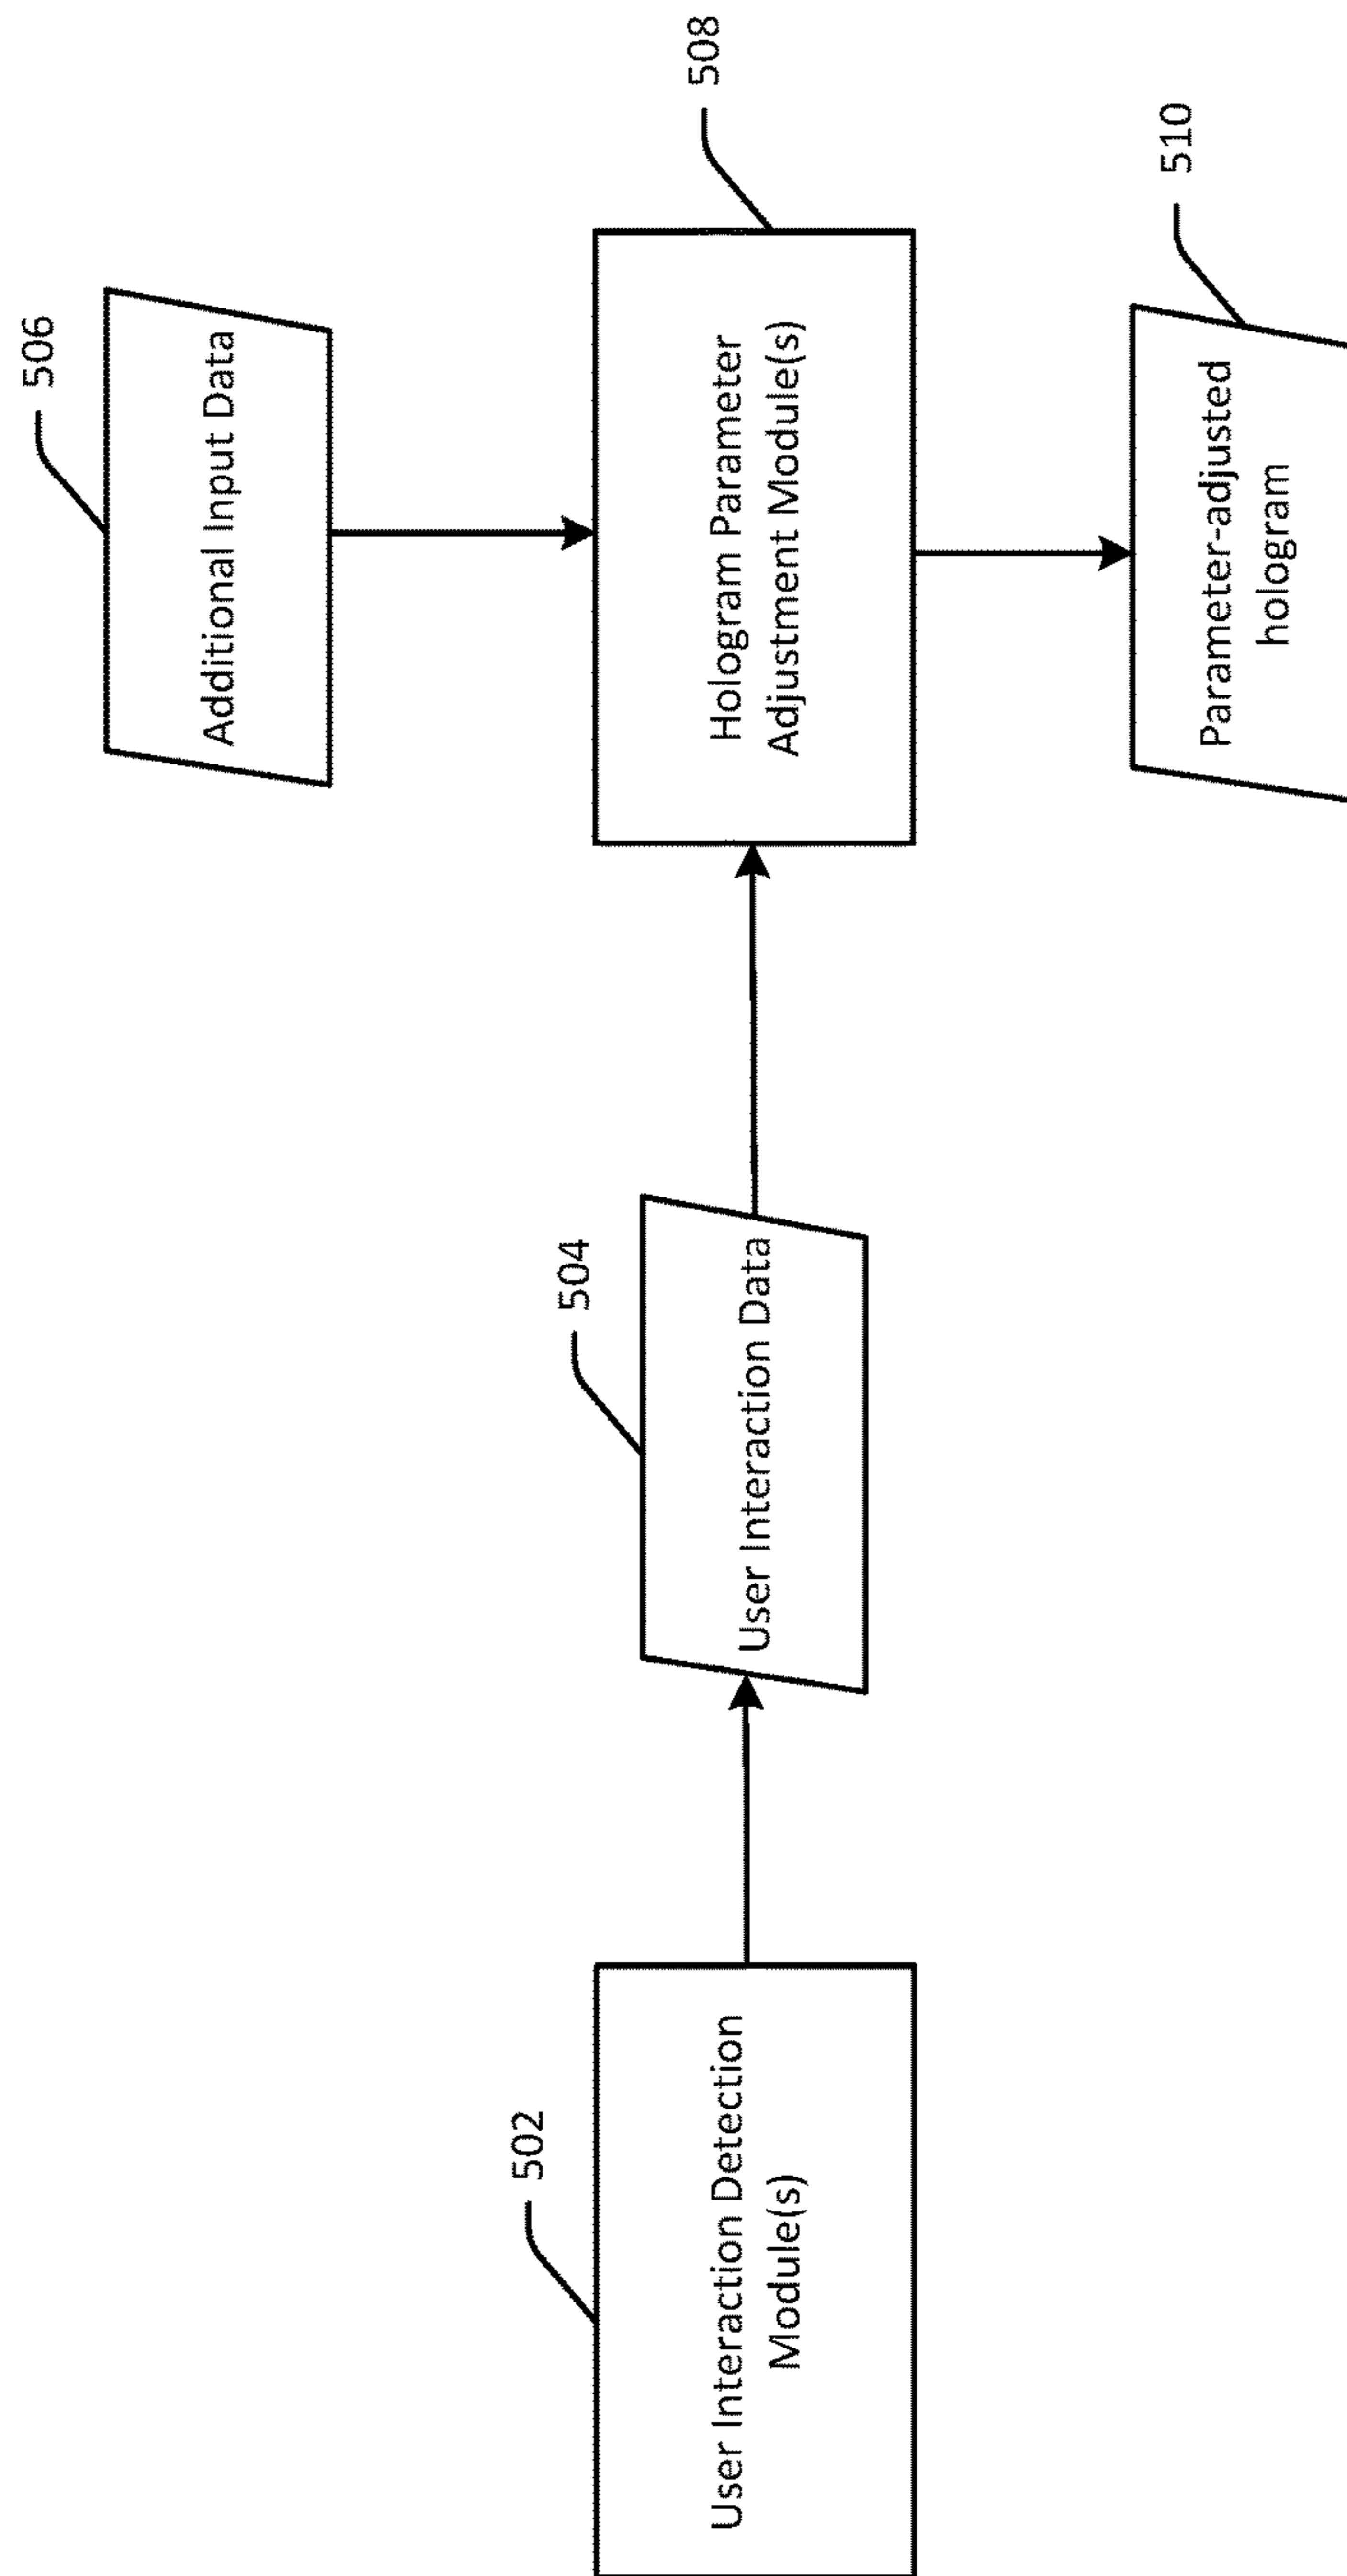 506
Additional Input Data
502
User Interaction Detection
Module(s)
504
User Interaction Data
508
Hologram Parameter
Adjustment Module(s)
510
Parameter-adjusted
hologram